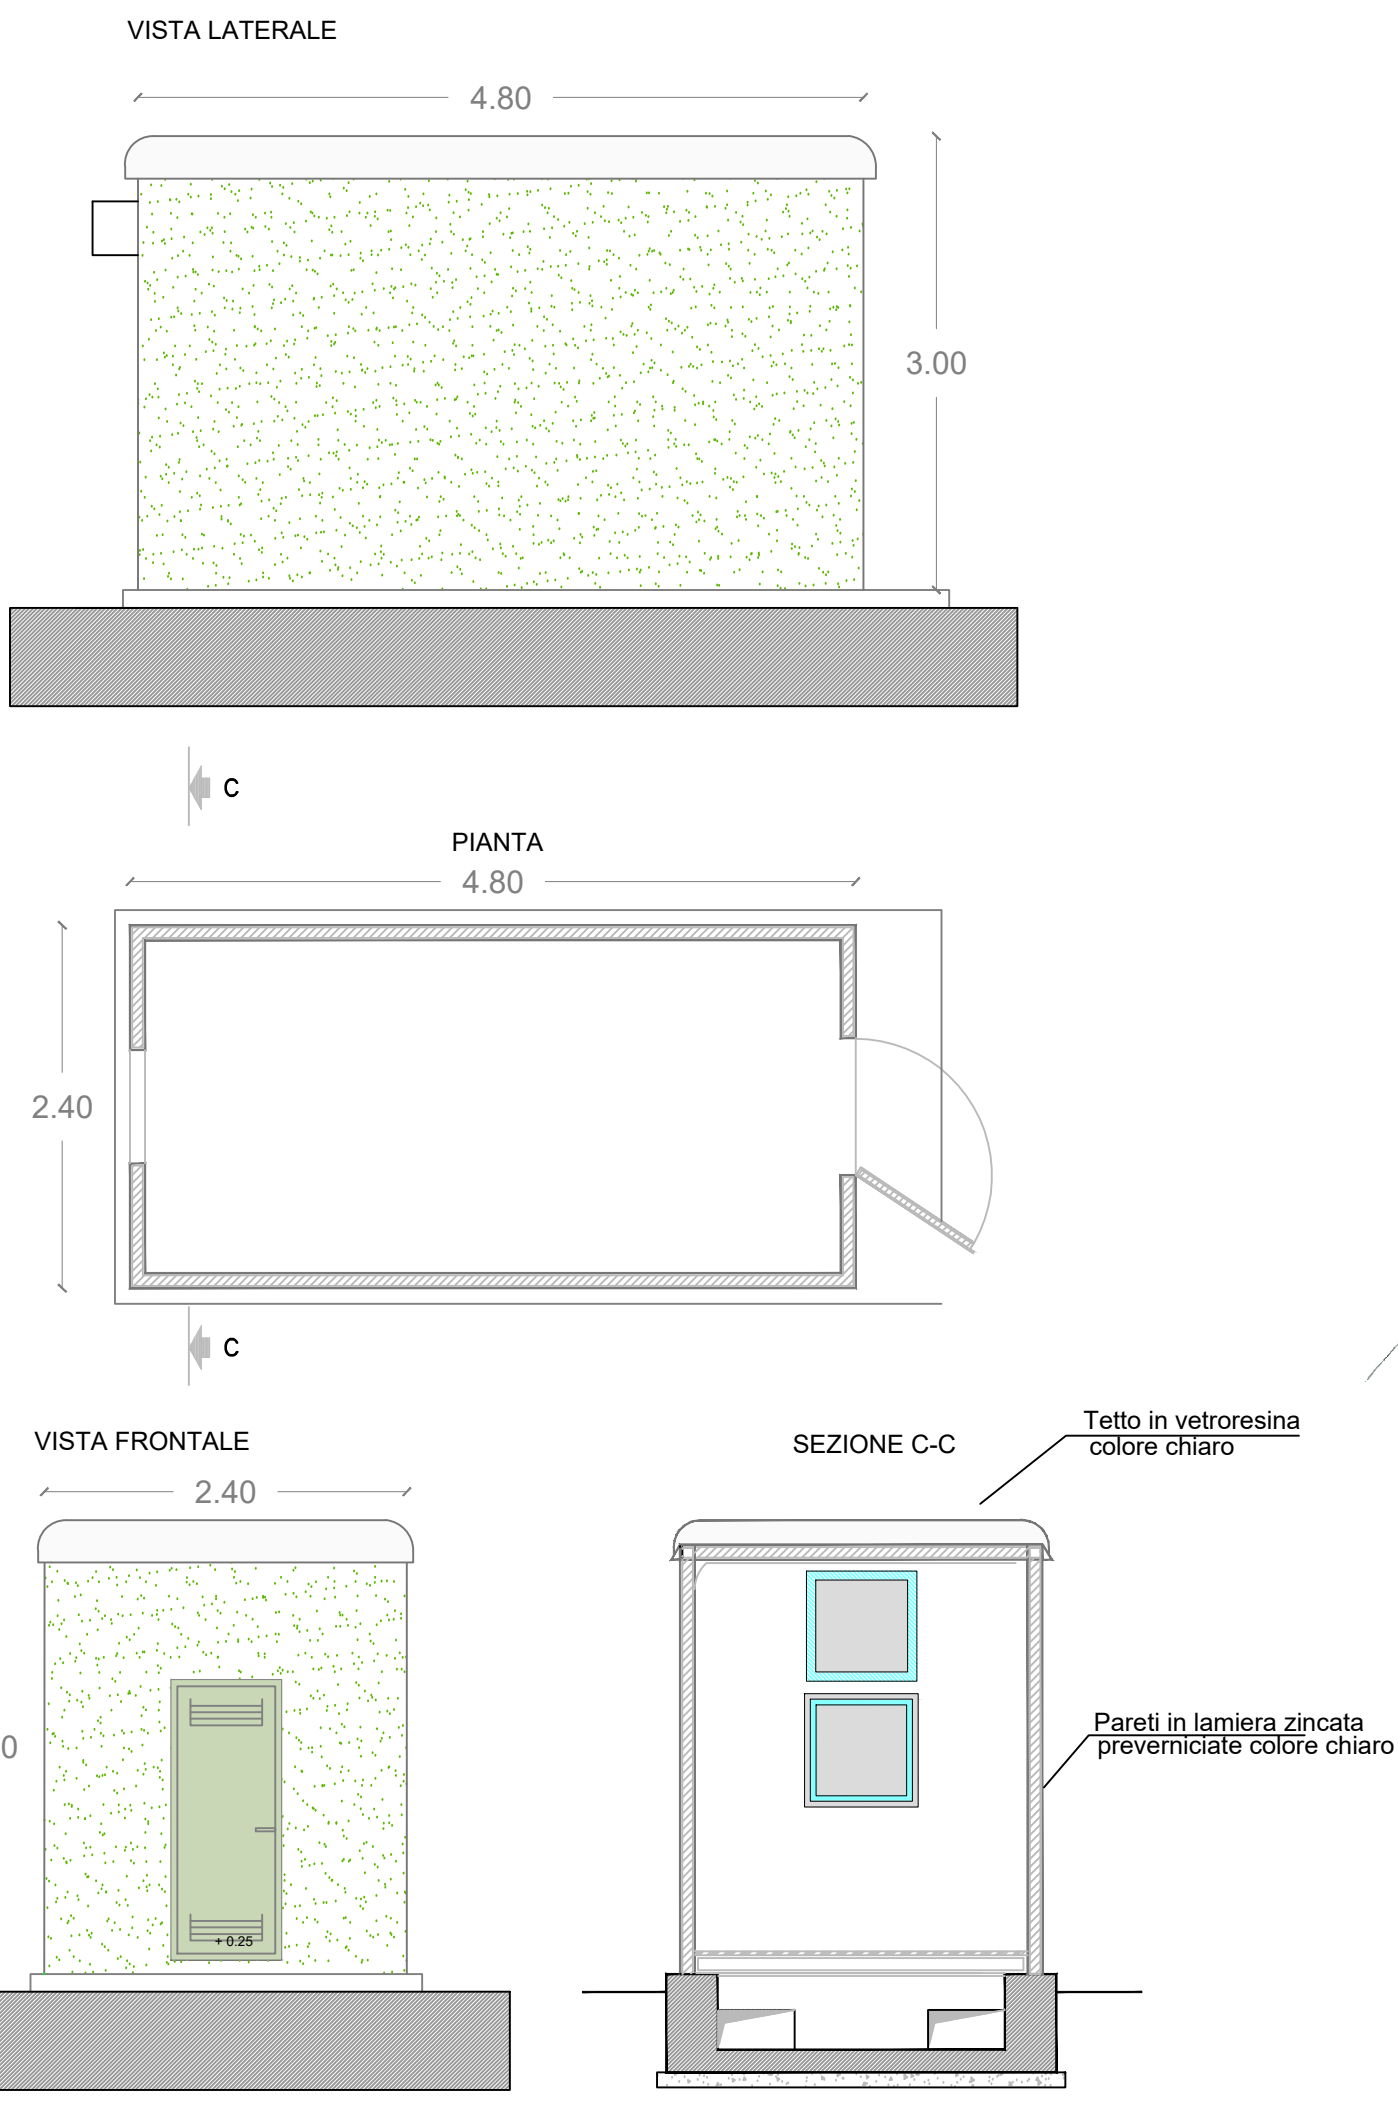 VISTA LATERALE
4.80
3.00
C
PIANTA
4.80
2.40
C
VISTA FRONTALE
2.40
0
+ 0.25
SEZIONE C-C
Tetto in vetroresina
colore chiaro
Pareti in lamiera zincata
preverniciate colore chiaro